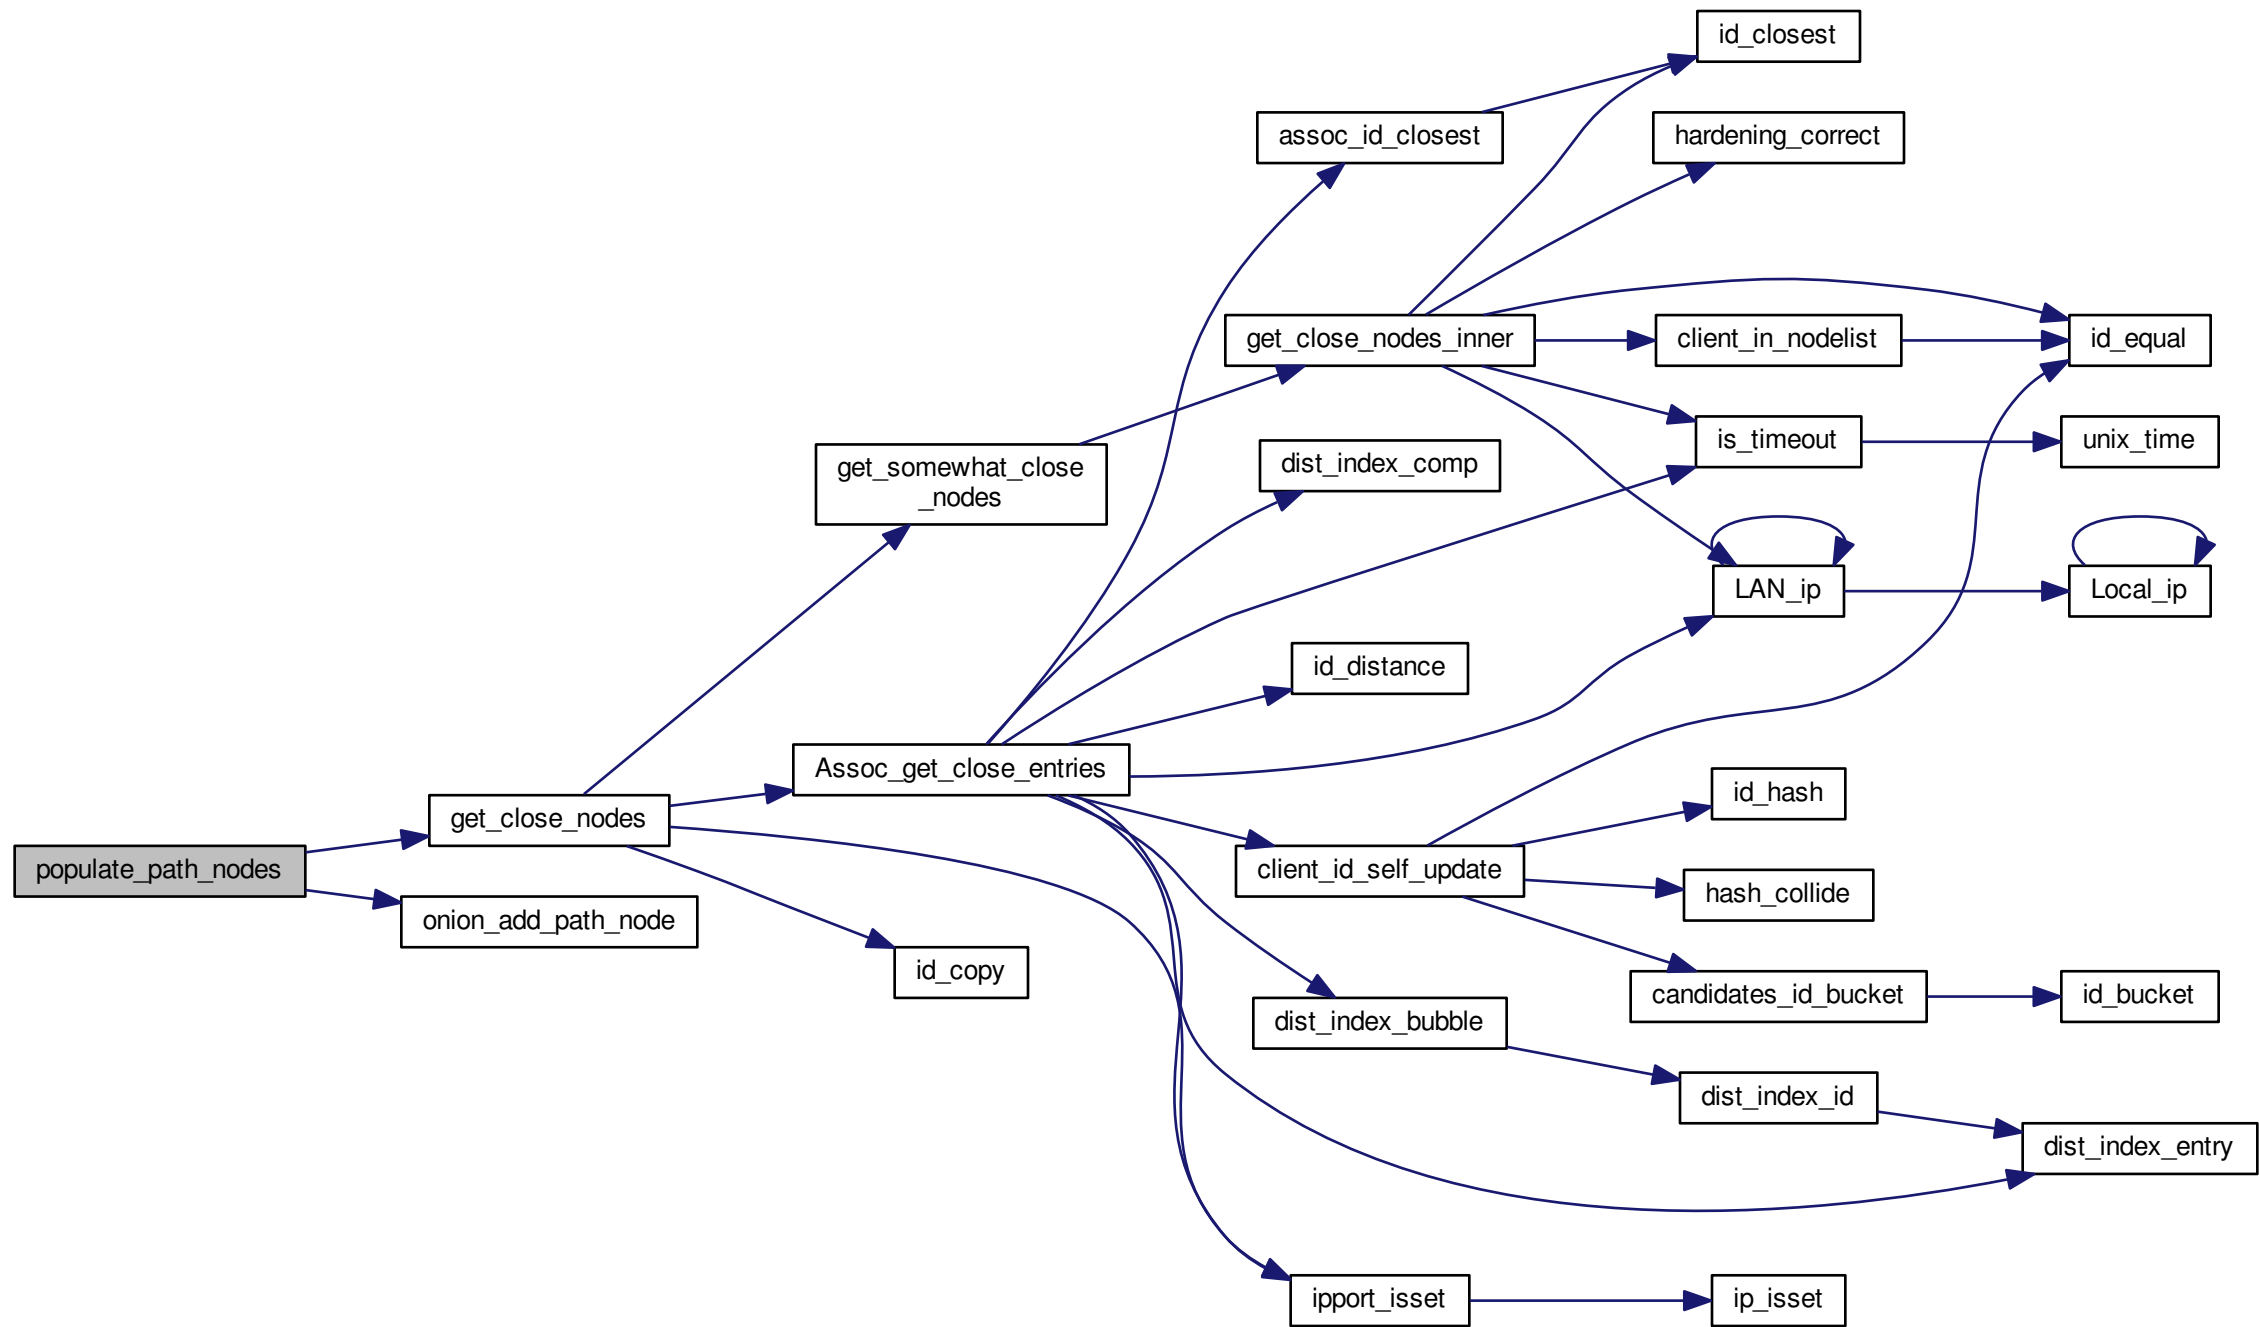 id_closest
assoc_id_closest
hardening_correct
get_close_nodes_inner
client_in_nodelist
id_equal
get_somewhat_close
_nodes
dist_index_comp
is_timeout
unix_time
LAN_ip
Local_ip
id_distance
Assoc_get_close_entries
id_hash
get_close_nodes
populate_path_nodes
client_id_self_update
hash_collide
onion_add_path_node
id_copy
candidates_id_bucket
id_bucket
dist_index_bubble
dist_index_id
dist_index_entry
ipport_isset
ip_isset